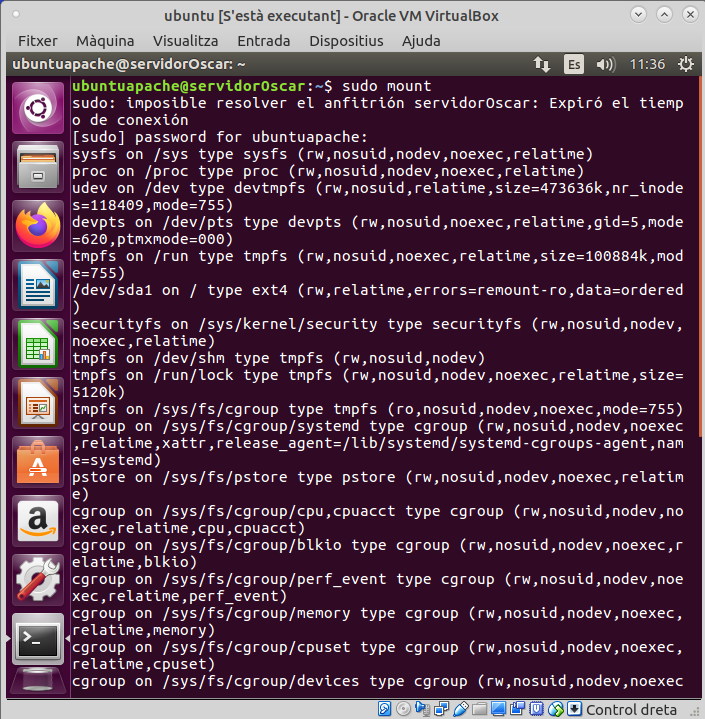 ubuntu [S'està executant] - Oracle VM VirtualBox
Fitxer Màquina Visualitza Entrada Dispositius Ajuda
ubuntuapache@servidorOscar: ~ Es 11:36
ubuntuapache@servidorOscar:~$ sudo mount
sudo: imposible resolver el anfitrión servidorOscar: Expiró el tiemp
o de conexión
[sudo] password for ubuntuapache:
sysfs on /sys type sysfs (rw,nosuid,nodev,noexec,relatime)
proc on /proc type proc (rw,nosuid,nodev,noexec,relatime)
udev on /dev type devtmpfs (rw,nosuid,relatime,size=473636k,nr_inode
s=118409,mode=755)
devpts on /dev/pts type devpts (rw,nosuid,noexec,relatime,gid=5,mode
=620,ptmxmode=000)
tmpfs on /run type tmpfs (rw,nosuid,noexec,relatime,size=100884k,mod
e=755)
/dev/sda1 on / type ext4 (rw,relatime,errors=remount-ro,data=ordered
)
securityfs on /sys/kernel/security type securityfs (rw,nosuid,nodev,
noexec,relatime)
tmpfs on /dev/shm type tmpfs (rw,nosuid,nodev)
tmpfs on /run/lock type tmpfs (rw,nosuid,nodev,noexec,relatime,size=
5120k)
tmpfs on /sys/fs/cgroup type tmpfs (ro,nosuid,nodev,noexec,mode=755)
cgroup on /sys/fs/cgroup/systemd type cgroup (rw,nosuid,nodev,noexec
,relatime,xattr,release_agent=/lib/systemd/systemd-cgroups-agent,nam
e=systemd)
pstore on /sys/fs/pstore type pstore (rw,nosuid,nodev,noexec,relatim
e)
cgroup on /sys/fs/cgroup/cpu,cpuacct type cgroup (rw,nosuid,nodev,no
exec,relatime,cpu,cpuacct)
cgroup on /sys/fs/cgroup/blkio type cgroup (rw,nosuid,nodev,noexec,r
elatime,blkio)
cgroup on /sys/fs/cgroup/perf_event type cgroup (rw,nosuid,nodev,noe
xec,relatime,perf_event)
cgroup on /sys/fs/cgroup/memory type cgroup (rw,nosuid,nodev,noexec,
relatime,memory)
cgroup on /sys/fs/cgroup/cpuset type cgroup (rw,nosuid,nodev,noexec,
relatime,cpuset)
cgroup on /sys/fs/cgroup/devices type cgroup (rw,nosuid,nodev,noexec
Control dreta